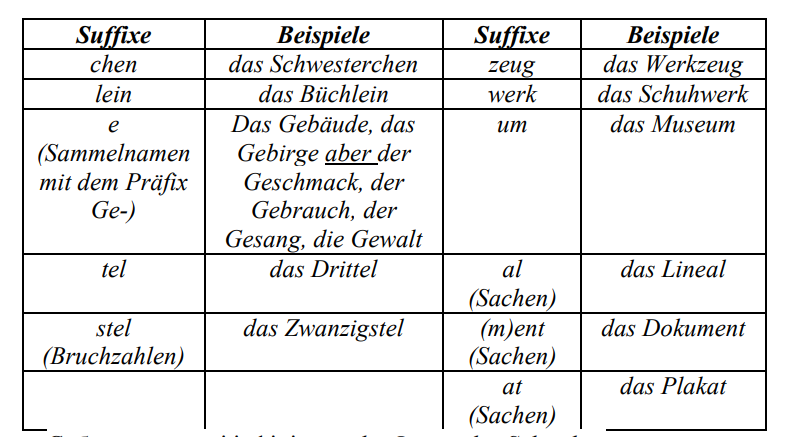 Suffixe Beispiele Suffixe Beispiele
chen das Schwesterchen zeug das Werkzeug
lein das Büchlein werk das Schuhwerk
e Das Gebäude, das um das Museum
(Sammelnamen Gebirge aber der
mit dem Präfix Geschmack, der
Ge-) Gebrauch, der
Gesang, die Gewalt
tel das Drittel al das Lineal
(Sachen)
stel das Zwanzigstel (m)ent das Dokument
(Bruchzahlen) (Sachen)
at das Plakat
(Sachen)